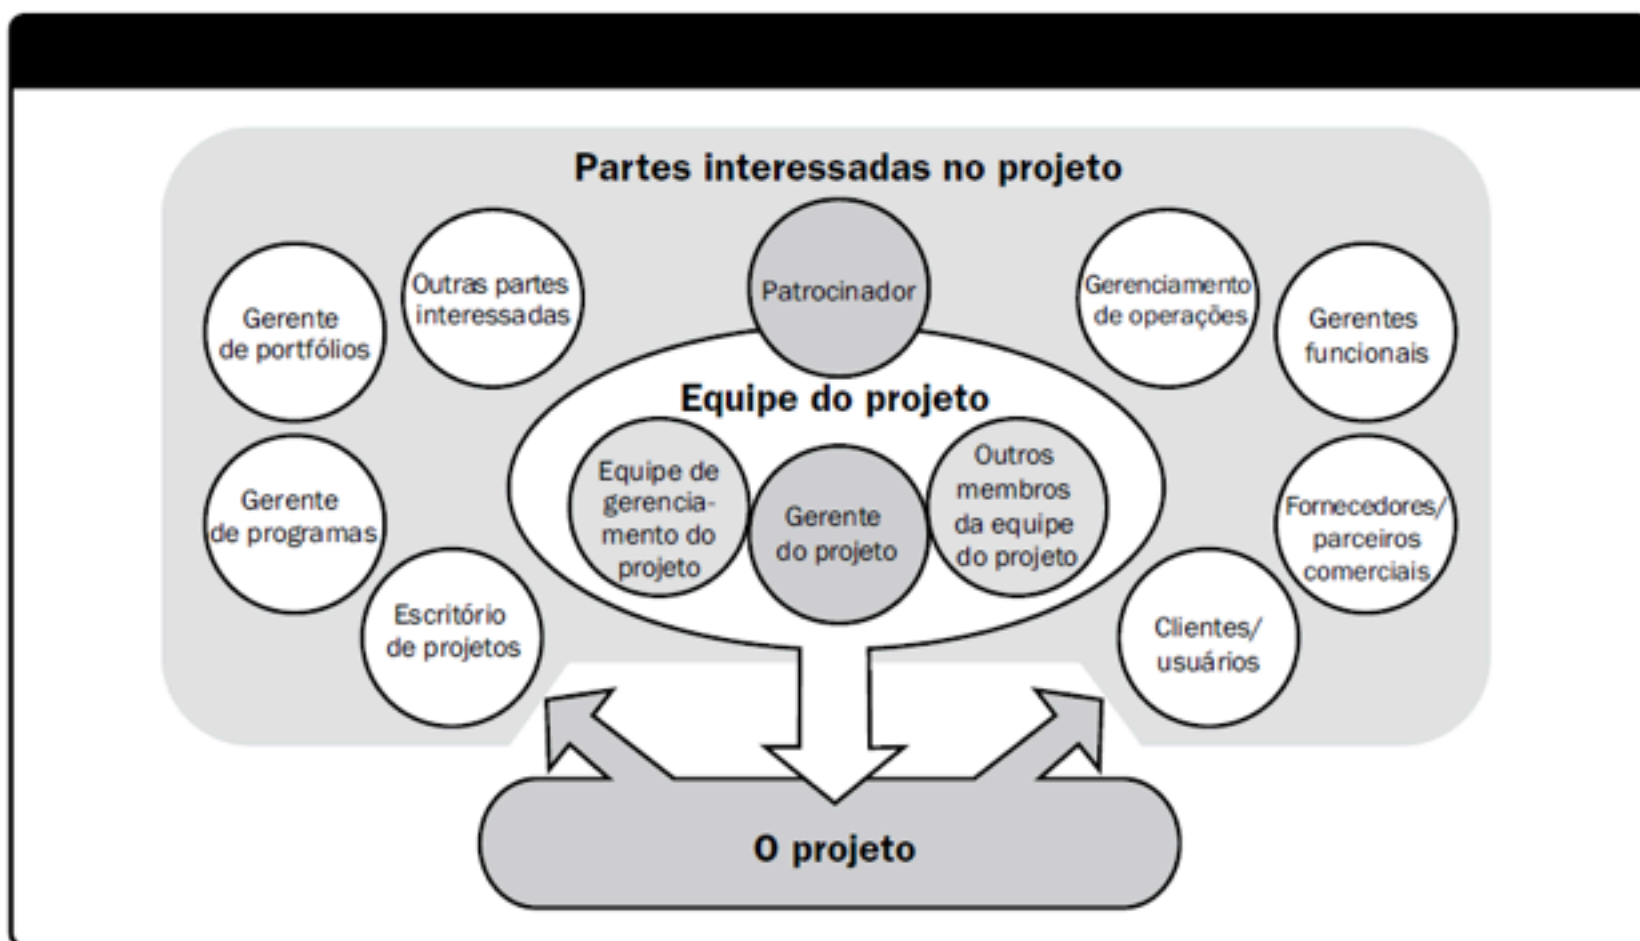 Partes interessadas no projeto
Outras partes
interessadas
Patrocinador
Gerenciamento
de operações
Gerente
de portfólios
Gerentes
funcionais
Equipe do projeto
Gerente
de programas
Equipe de
gerencia-
mento do
projeto
Gerente
do projeto
Outros
membros
da equipe
do projeto
Fornecedores/
parceiros
comerciais
Escritório
de projetos
Clientes/
usuários
O projeto